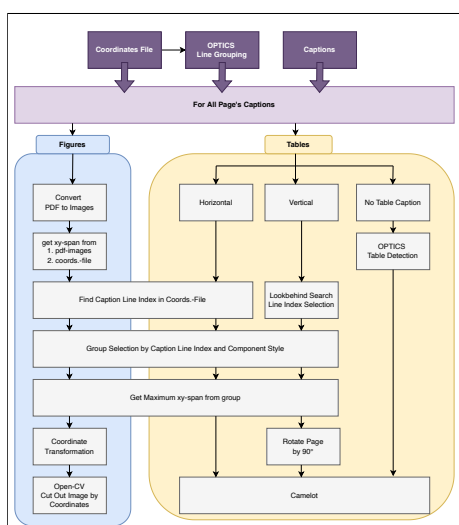 Coordinates File
OPTICS
Line Grouping
Captions
For All Page's Captions
Figures
Tables
Convert
PDF to Images
Horizontal
Vertical
No Table Caption
get xy-span from
1. pdf-images
2. coords.-file
OPTICS
Table Detection
Find Caption Line Index in Coords.-File
Lookbehind Search
Line Index Selection
Group Selection by Caption Line Index and Component Style
Get Maximum xy-span from group
Coordinate
Transformation
Rotate Page
by 90°
Open-CV
Cut Out Image by
Coordinates
Camelot